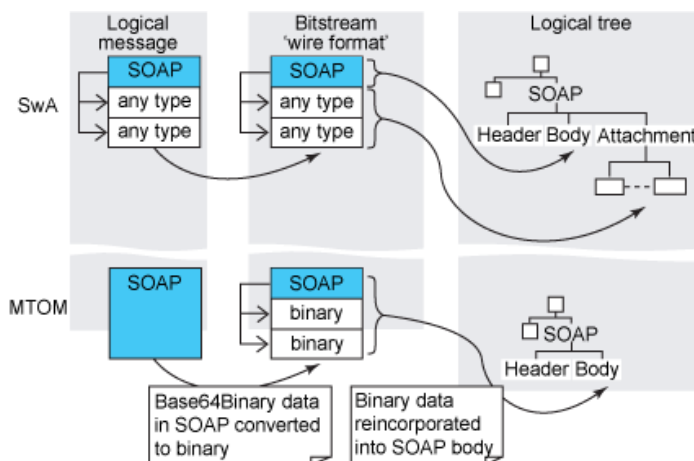 Logical
message
Bitstream
'wire format'
Logical tree
SwA
SOAP
any type
any type
SOAP
any type
any type
SOAP
Header Body Attachment
MTOM
SOAP
SOAP
binary
binary
SOAP
Header Body
Base64Binary data
in SOAP converted
to binary
Binary data
reincorporated
into SOAP body